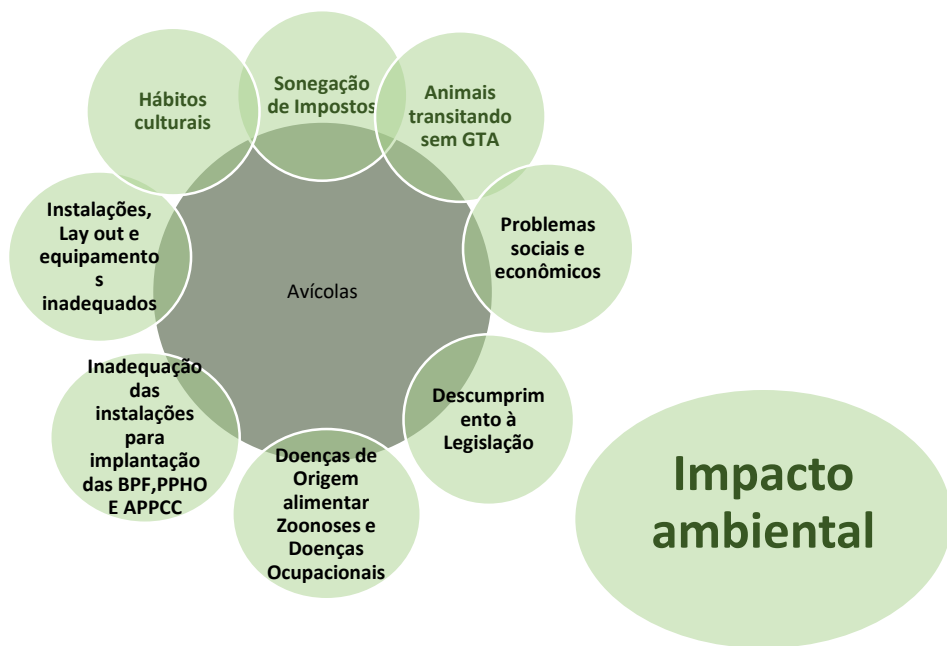 Hábitos
culturais
Sonegação
de Impostos
Animais
transitando
sem GTA
Problemas
sociais e
econômicos
Descumprim
ento à
Legislação
Doenças de
Origem
alimentar
Zoonoses e
Doenças
Ocupacionais
Inadequação
das
instalações
para
implantação
das BPF,PPHO
E APPCC
Instalações,
Lay out e
equipamento
s
inadequados
Avícolas
Impacto
ambiental